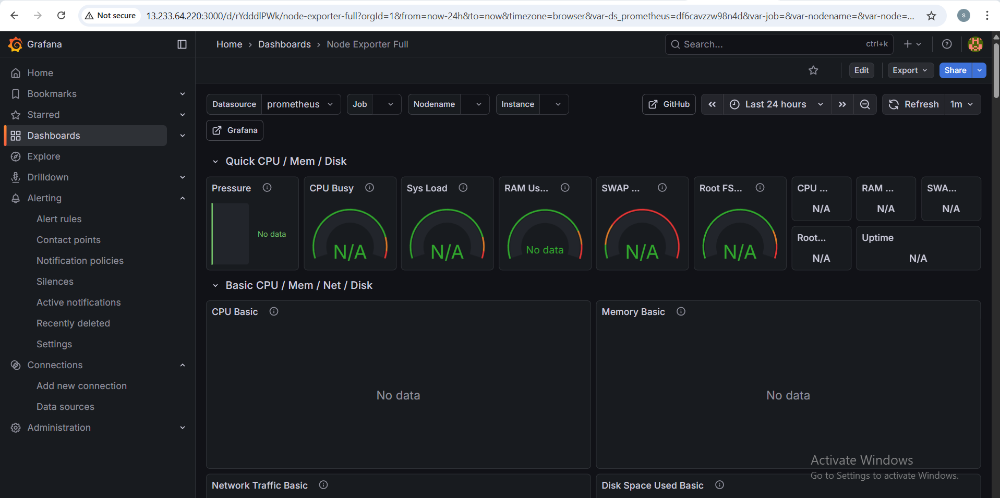 Not secure
13.233.64.220:3000/d/rYdddlPWk/node-exporter-full?orgId=1&from=now-24h&to=now&timezone=browser&var-ds_prometheus=df6cavzzw98n4d&var-job=&var-nodename=&var-node=...
S
Grafana
Home › Dashboards › Node Exporter Full
Search...
ctrl+k
Edit
Export
Share
Home
Bookmarks
Starred
Dashboards
Explore
Drilldown
Alerting
Alert rules
Contact points
Notification policies
Silences
Active notifications
Recently deleted
Settings
Connections
Add new connection
Data sources
Administration
Datasource prometheus
Job
Nodename
Instance
GitHub
Last 24 hours
Refresh
1m
Grafana
Quick CPU / Mem / Disk
Pressure
No data
CPU Busy
N/A
Sys Load
N/A
RAM Us...
No data
SWAP ...
N/A
Root FS...
N/A
CPU ...
N/A
RAM ...
N/A
SWA...
N/A
Root...
N/A
Uptime
N/A
Basic CPU / Mem / Net / Disk
CPU Basic
No data
Memory Basic
No data
Network Traffic Basic
Disk Space Used Basic
Activate Windows
Go to Settings to activate Windows.